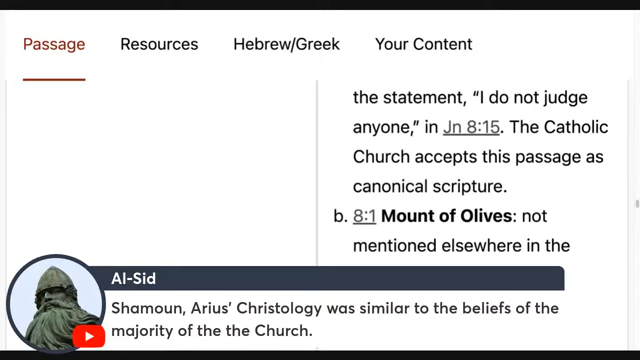 Passage Resources Hebrew/Greek Your Content
the statement, “I do not judge
anyone,” in Jn 8:15. The Catholic
Church accepts this passage as
canonical scripture.
b. 8:1 Mount of Olives: not
mentioned elsewhere in the
Al-Sid
Shamoun, Arius’ Christology was similar to the beliefs of the
majority of the the Church.